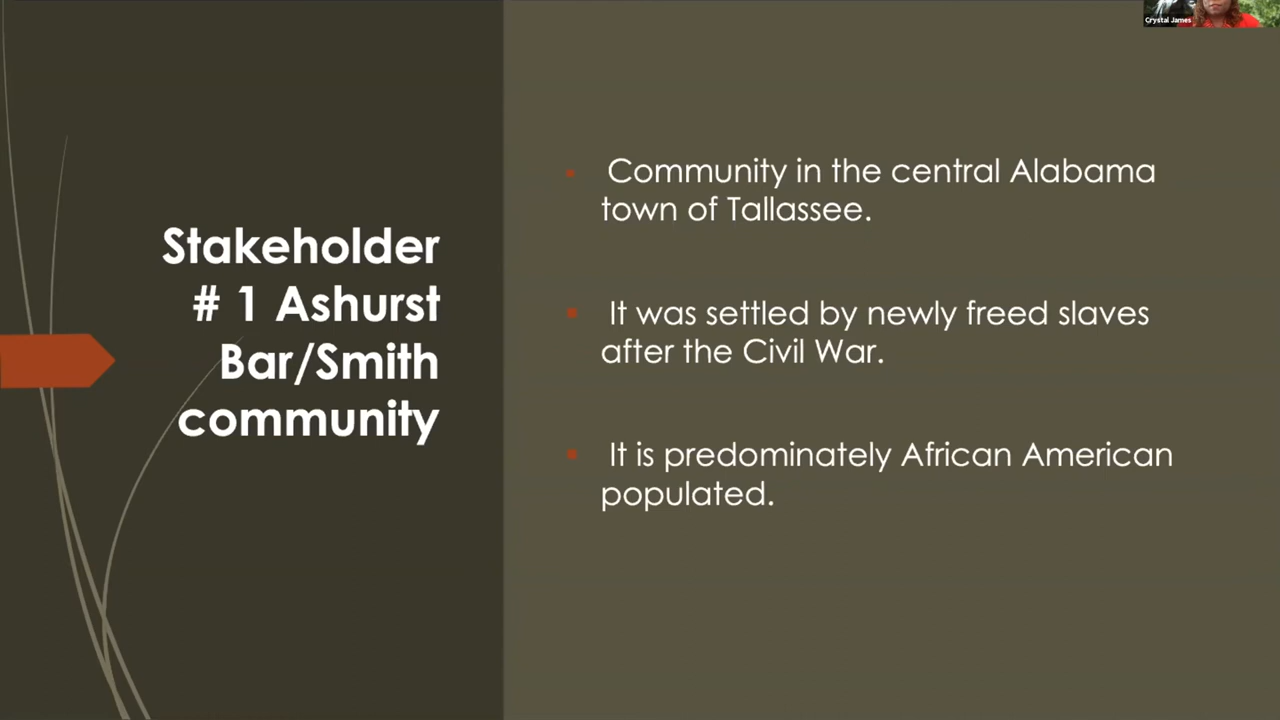 Crystal James
Stakeholder
# 1 Ashurst
Bar/Smith
community
Community in the central Alabama
town of Tallassee.
It was settled by newly freed slaves
after the Civil War.
It is predominately African American
populated.